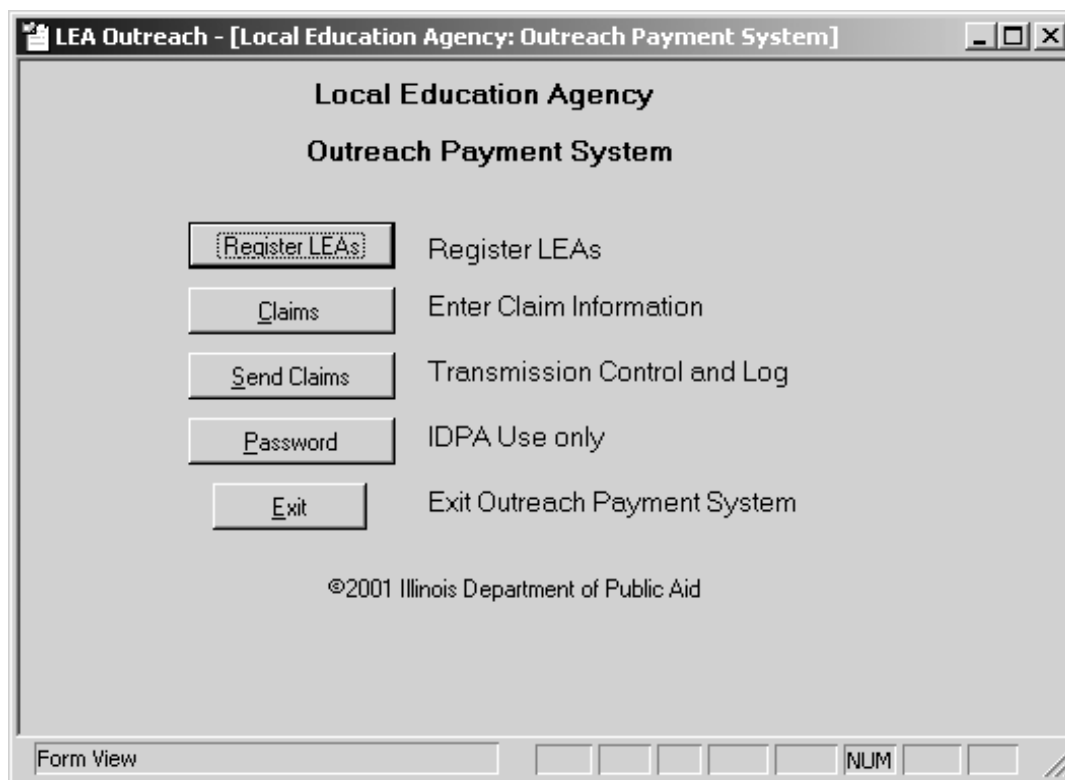 LEA Outreach - [Local Education Agency: Outreach Payment System]
Local Education Agency
Outreach Payment System
Register LEAs Register LEAs
Claims Enter Claim Information
Send Claims Transmission Control and Log
Password IDPA Use only
Exit Exit Outreach Payment System
©2001 Illinois Department of Public Aid
Form View NUM